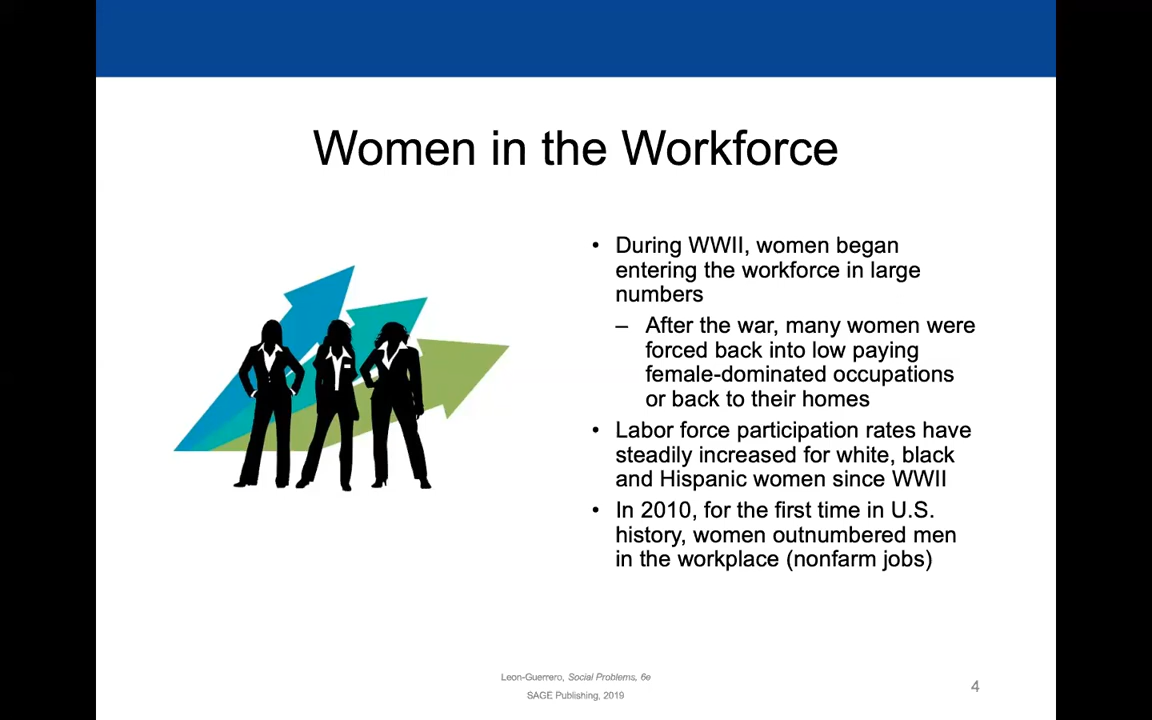 Women in the Workforce
• During WWII, women began
entering the workforce in large
numbers
– After the war, many women were
forced back into low paying
female-dominated occupations
or back to their homes
• Labor force participation rates have
steadily increased for white, black
and Hispanic women since WWII
• In 2010, for the first time in U.S.
history, women outnumbered men
in the workplace (nonfarm jobs)
Leon-Guerrero, Social Problems, 6e
SAGE Publishing, 2019
4